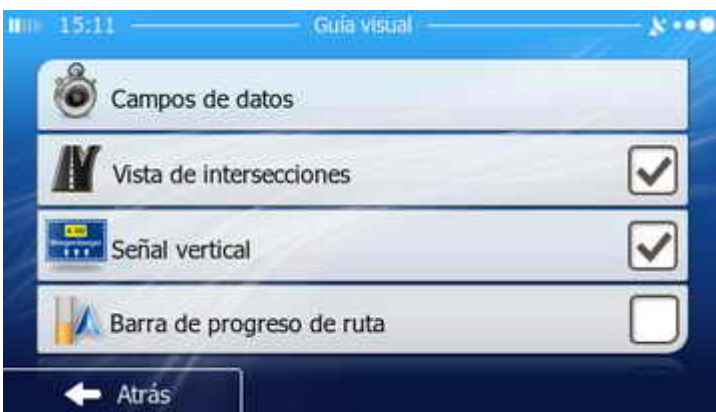 15:11 Guía visual
Campos de datos
Vista de intersecciones
Señal vertical
Barra de progreso de ruta
Atrás